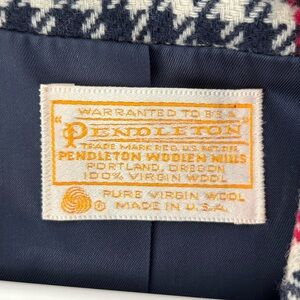 WARRANTED TO BE A
"PENDLETON"
TRADE MARK REG. U.S. PAT. OFF.
PENDLETON WOOLEN MILLS
PORTLAND, OREGON
100% VIRGIN WOOL
PURE VIRGIN WOOL
® MADE IN U.S.A.